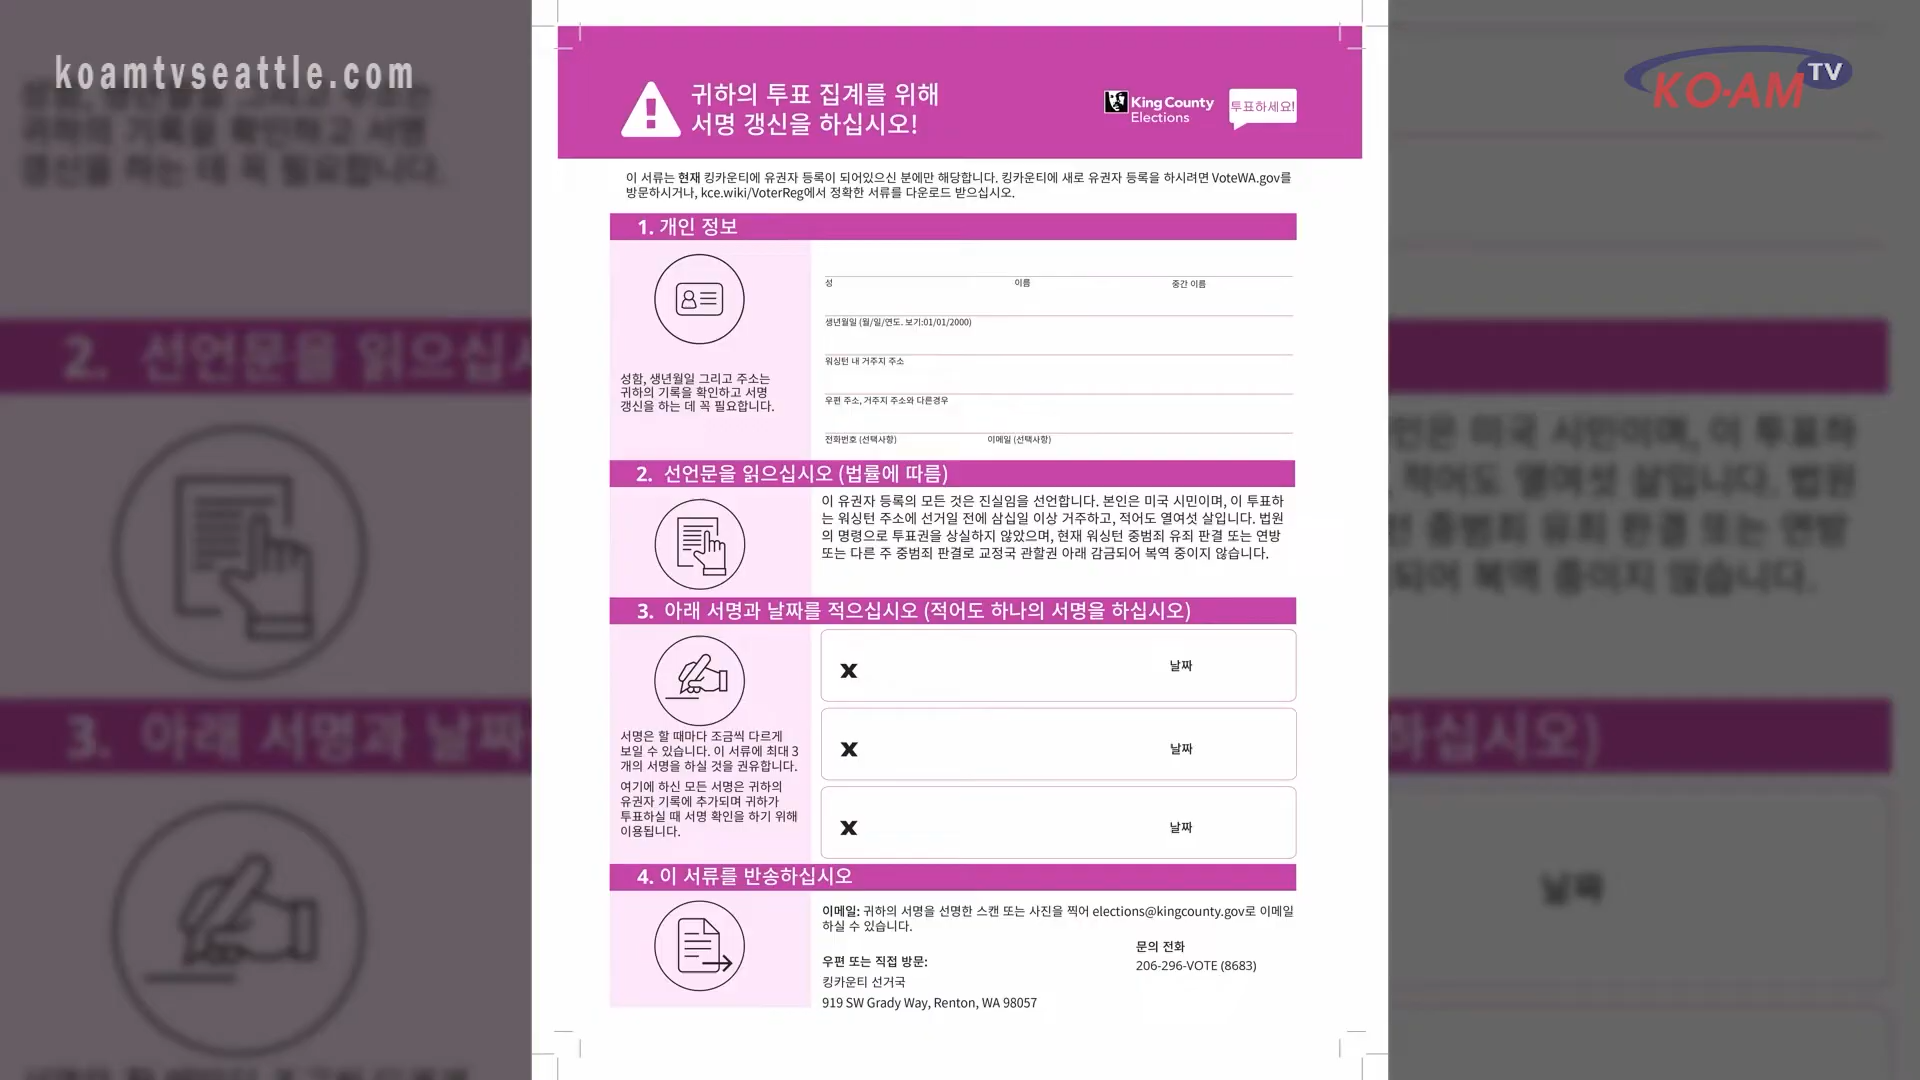 koamtvseattle.com
KO·AM TV
귀하의 투표 집계를 위해
서명 갱신을 하십시오!
King County
Elections
투표하세요!
이 서류는 현재 킹카운티에 유권자 등록이 되어있으신 분에만 해당합니다. 킹카운티에 새로 유권자 등록을 하시려면 VoteWA.gov를
방문하시거나, kce.wiki/VoterReg에서 정확한 서류를 다운로드 받으십시오.
1. 개인 정보
성 이름 중간 이름
생년월일 (월/일/연도. 보기:01/01/2000)
워싱턴 내 거주지 주소
우편 주소, 거주지 주소와 다른경우
전화번호 (선택사항) 이메일 (선택사항)
성함, 생년월일 그리고 주소는
귀하의 기록을 확인하고 서명
갱신을 하는 데 꼭 필요합니다.
2. 선언문을 읽으십시오 (법률에 따름)
이 유권자 등록의 모든 것은 진실임을 선언합니다. 본인은 미국 시민이며, 이 투표하
는 워싱턴 주소에 선거일 전에 삼십일 이상 거주하고, 적어도 열여섯 살입니다. 법원
의 명령으로 투표권을 상실하지 않았으며, 현재 워싱턴 중범죄 유죄 판결 또는 연방
또는 다른 주 중범죄 판결로 교정국 관할권 아래 감금되어 복역 중이지 않습니다.
3. 아래 서명과 날짜를 적으십시오 (적어도 하나의 서명을 하십시오)
X 날짜
X 날짜
X 날짜
서명은 할 때마다 조금씩 다르게
보일 수 있습니다. 이 서류에 최대 3
개의 서명을 하실 것을 권유합니다.
여기에 하신 모든 서명은 귀하의
유권자 기록에 추가되며 귀하가
투표하실 때 서명 확인을 하기 위해
이용됩니다.
4. 이 서류를 반송하십시오
이메일: 귀하의 서명을 선명한 스캔 또는 사진을 찍어 elections@kingcounty.gov로 이메일
하실 수 있습니다.
우편 또는 직접 방문:
킹카운티 선거국
919 SW Grady Way, Renton, WA 98057
문의 전화
206-296-VOTE (8683)